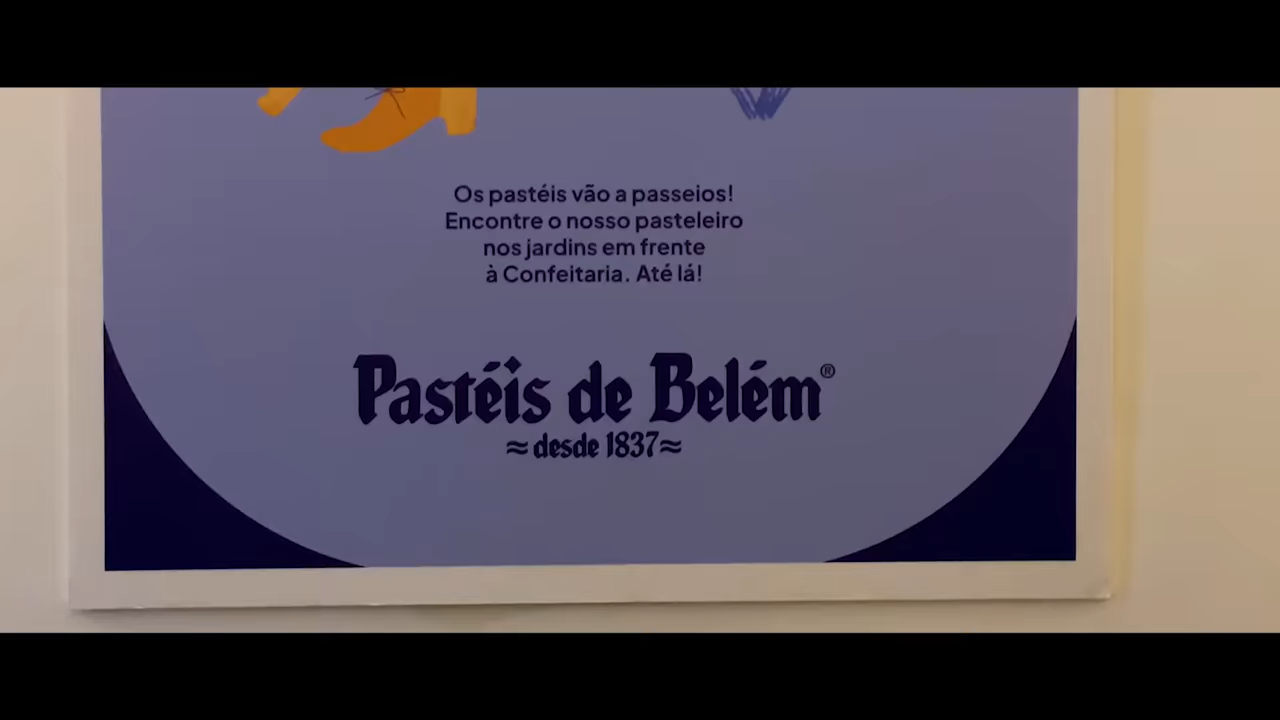 Os pastéis vão a passeios!
Encontre o nosso pasteleiro
nos jardins em frente
à Confeitaria. Até lá!
Pastéis de Belém®
≈desde 1837≈